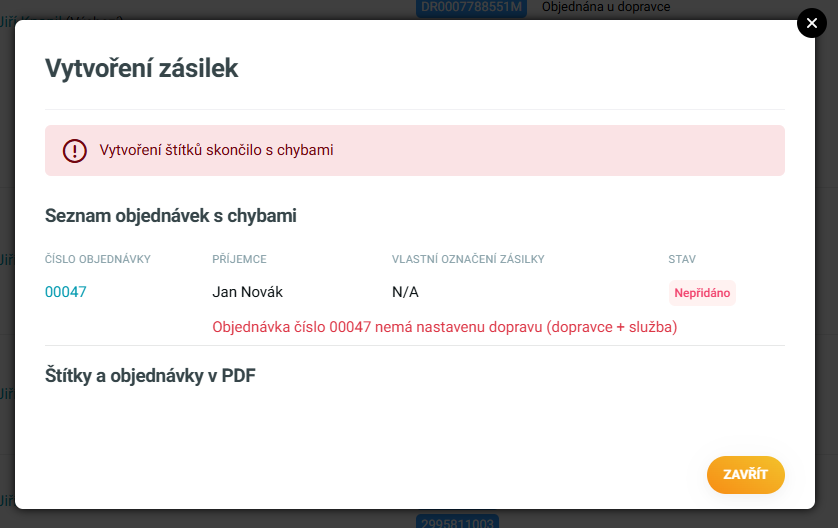 DR0007788551M Objednána u dopravce
Vytvoření zásilek
Vytvoření štítků skončilo s chybami
Seznam objednávek s chybami
ČÍSLO OBJEDNÁVKY PŘÍJEMCE VLASTNÍ OZNAČENÍ ZÁSILKY STAV
00047 Jan Novák N/A Nepřidáno
Objednávka číslo 00047 nemá nastavenu dopravu (dopravce + služba)
Štítky a objednávky v PDF
ZAVŘÍT
2995811003